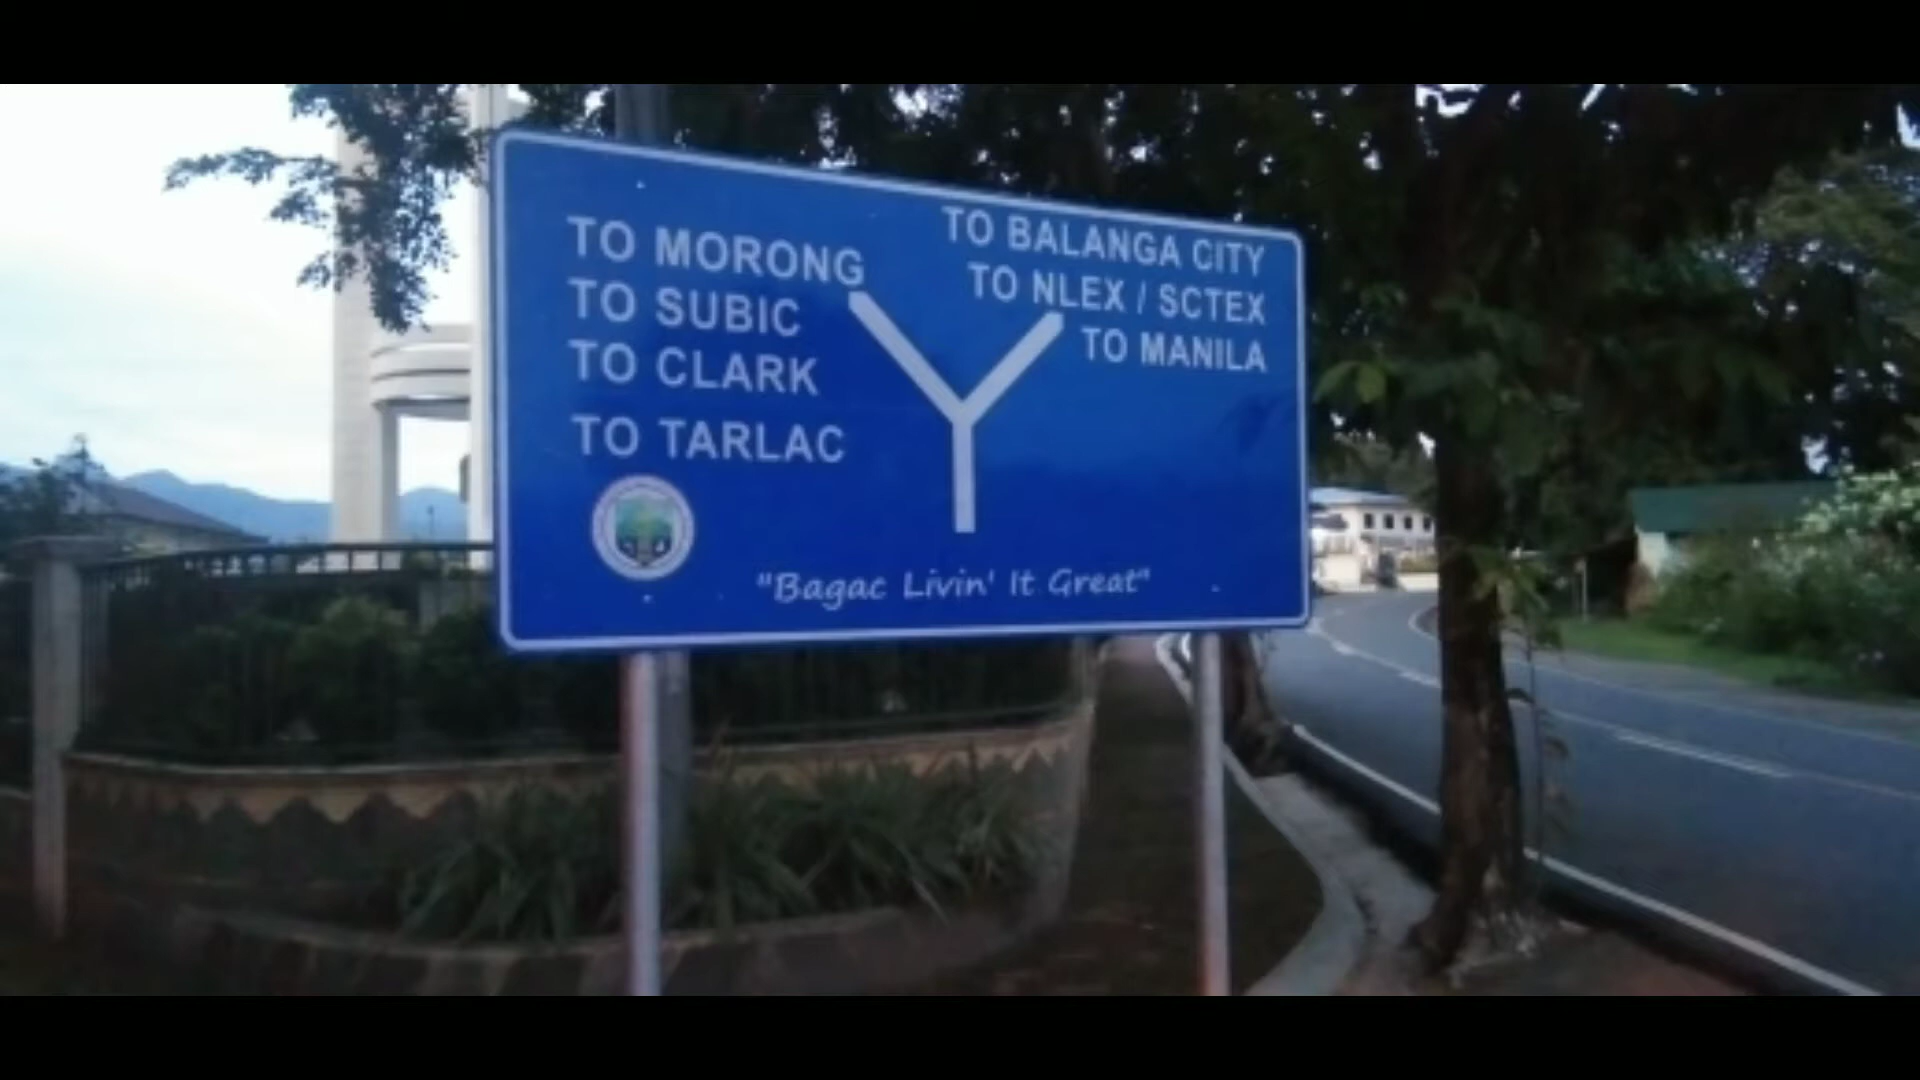 TO MORONG
TO SUBIC
TO CLARK
TO TARLAC
TO BALANGA CITY
TO NLEX / SCTEX
TO MANILA
"Bagac Livin' It Great"